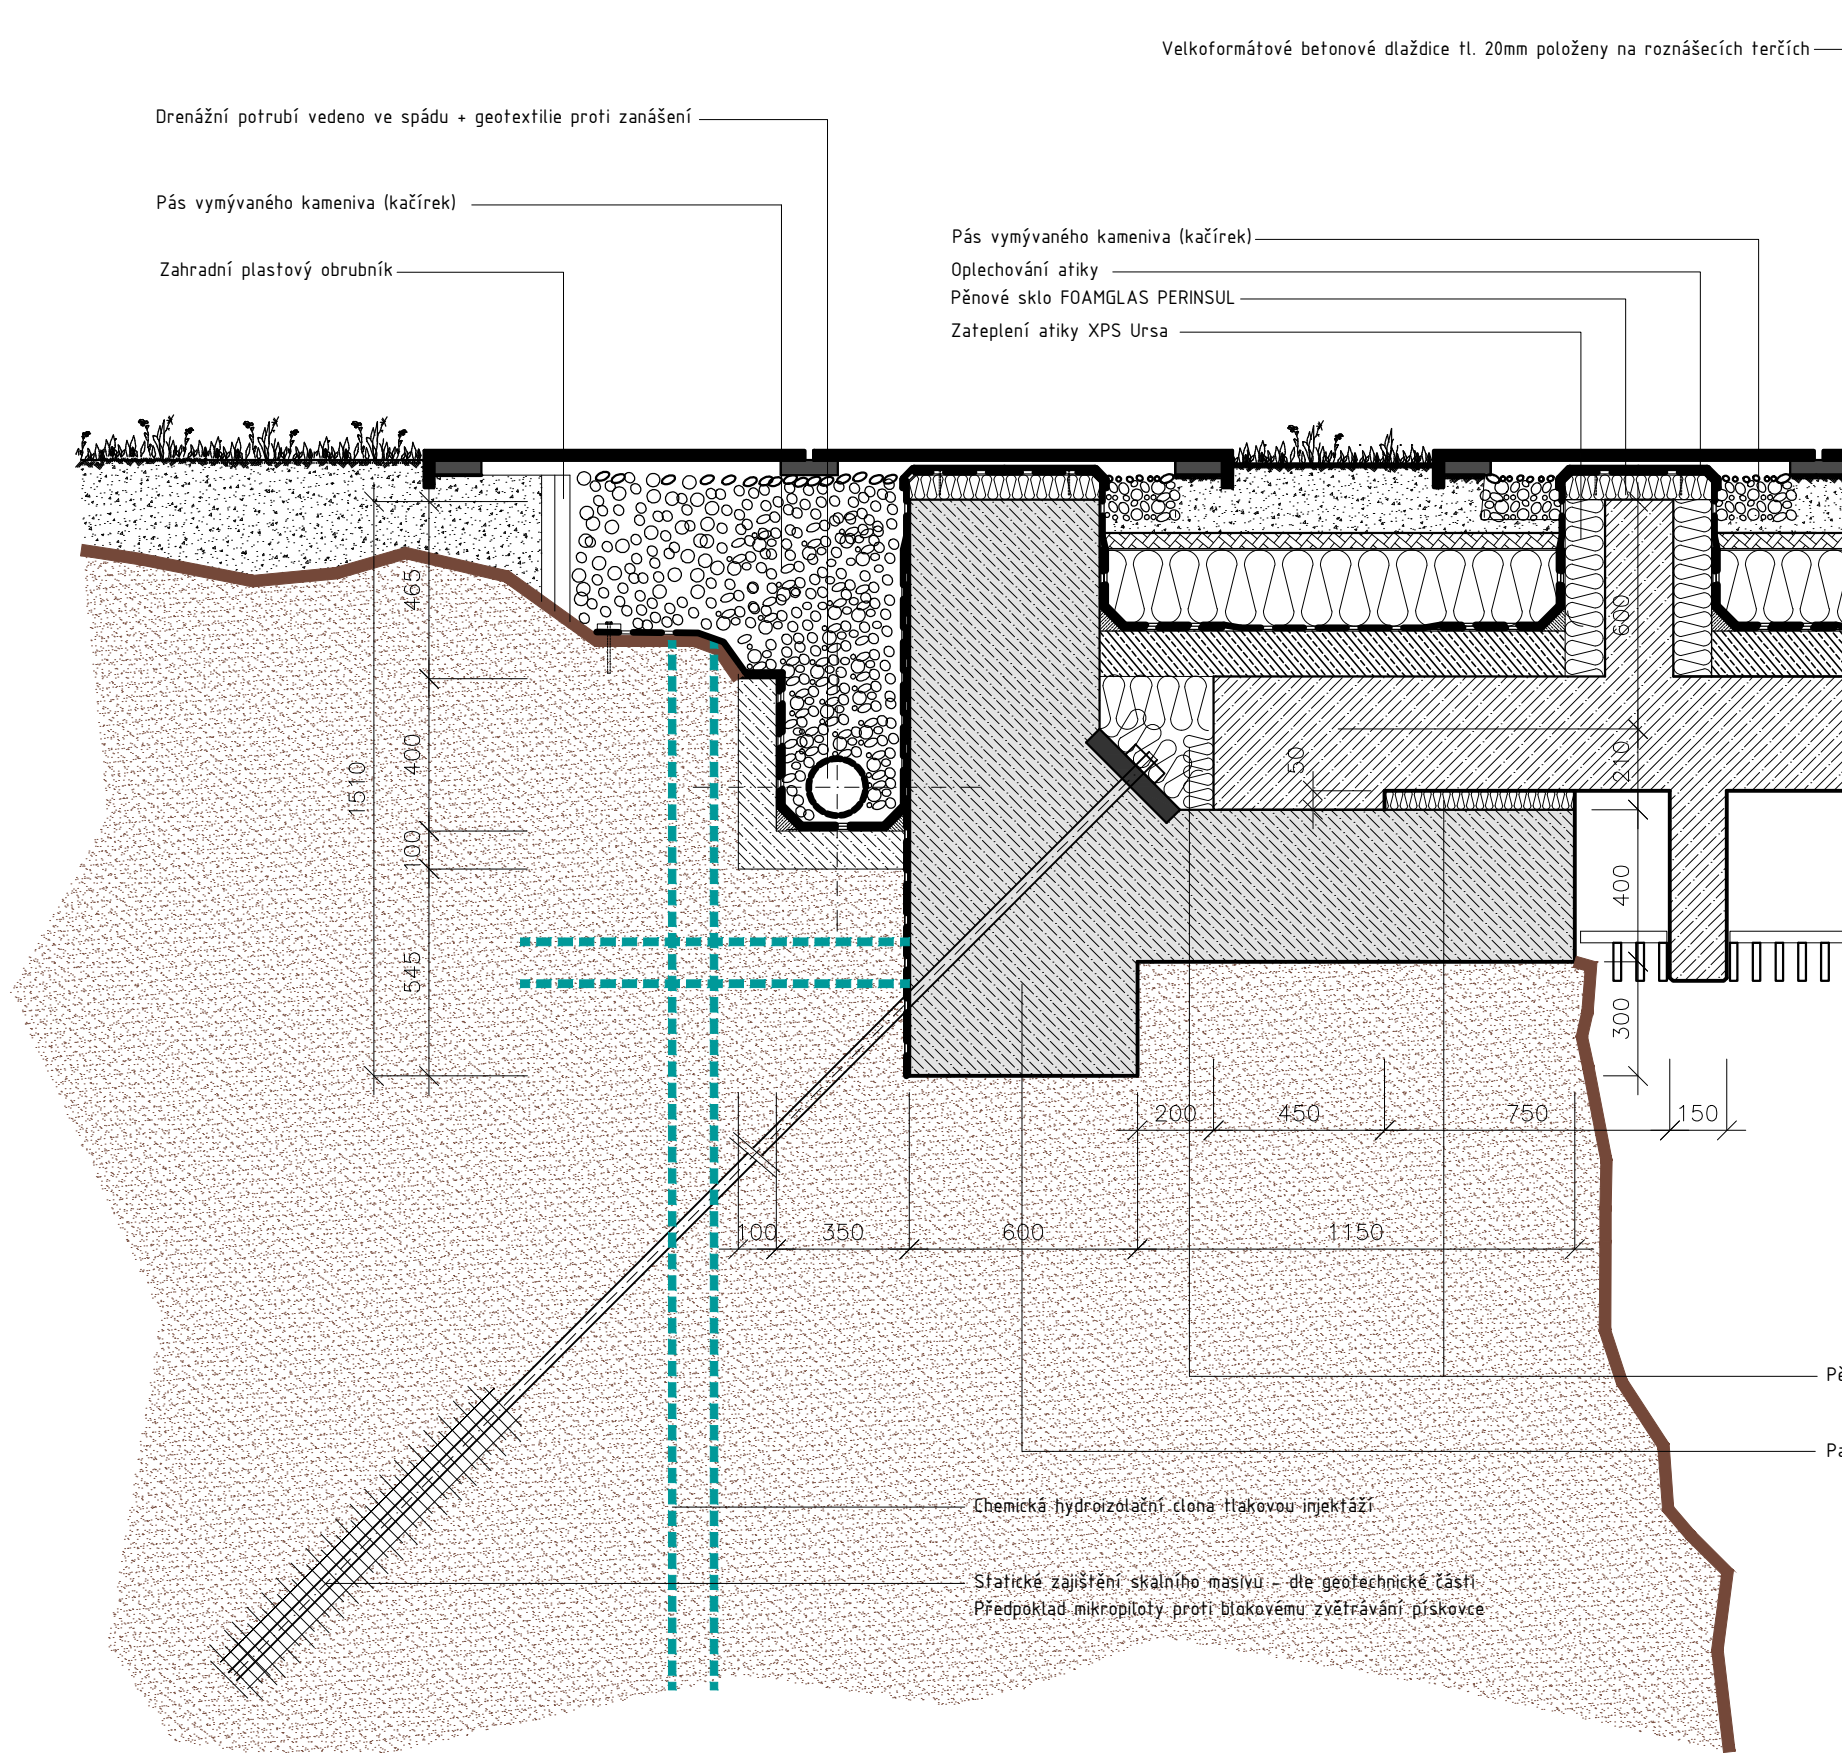 Velkoformátové betonové dlaždice tl. 20mm položeny na roznášecích terčích
Drenážní potrubí vedeno ve spádu + geotextilie proti zanášení
Pás vymývaného kameniva (kačírek)
Zahradní plastový obrubník
Pás vymývaného kameniva (kačírek)
Oplechování atiky
Pěnové sklo FOAMGLAS PERINSUL
Zateplení atiky XPS Ursa
465
400
1510
100
545
600
50
210
400
300
200
450
750
150
100
350
600
1150
Pě
Pa
Chemická hydroizolační clona tlakovou injektáží
Statické zajištění skalního masivu - dle geotechnické části
Předpoklad mikropiloty proti blokovému zvětrávání pískovce